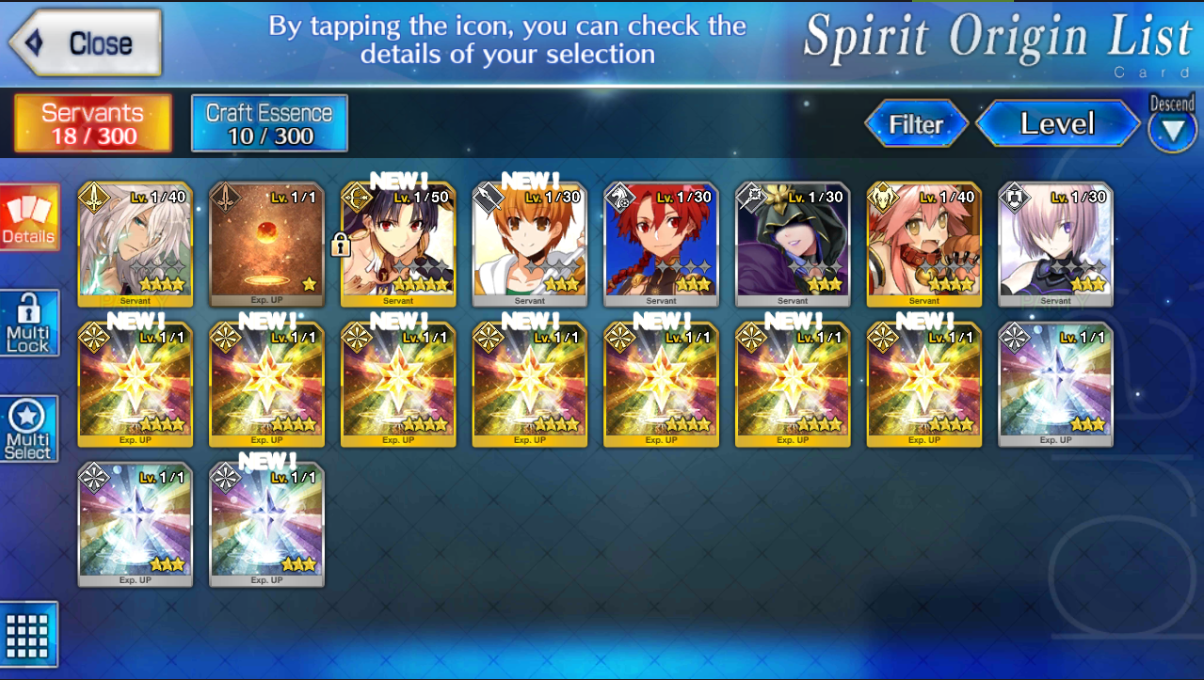 Close
By tapping the icon, you can check the
details of your selection
Spirit Origin List
Card
Servants
18 / 300
Craft Essence
10 / 300
Filter
Level
Descend
Details
Multi
Lock
Multi
Select
NEW!
NEW!
Lv. 1/40
Lv. 1/1
Lv. 1/50
Lv. 1/30
Lv. 1/30
Lv. 1/30
Lv. 1/40
Lv. 1/30
Servant
Exp. UP
Servant
Servant
Servant
Servant
Servant
Servant
NEW!
NEW!
NEW!
NEW!
NEW!
NEW!
NEW!
Lv. 1/1
Lv. 1/1
Lv. 1/1
Lv. 1/1
Lv. 1/1
Lv. 1/1
Lv. 1/1
Lv. 1/1
Exp. UP
Exp. UP
Exp. UP
Exp. UP
Exp. UP
Exp. UP
Exp. UP
Exp. UP
NEW!
Lv. 1/1
Lv. 1/1
Exp. UP
Exp. UP